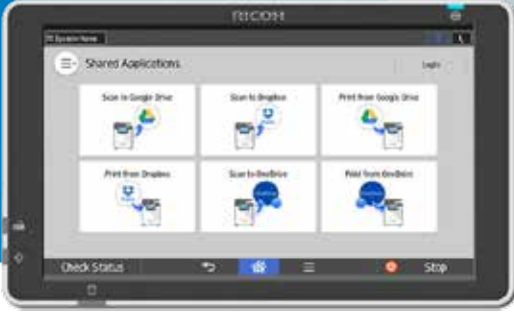 RICOH
Shared Applications
Login
Scan to Google Drive
Scan to Dropbox
Print from Google Drive
Print from Dropbox
Scan to OneDrive
Print from OneDrive
Check Status
Stop